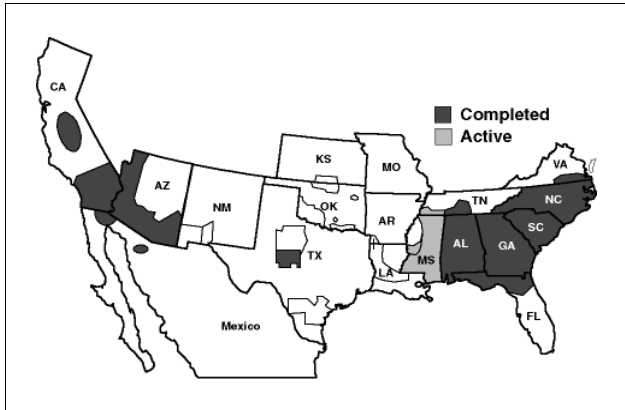 CA
Completed
Active
KS
MO
VA
AZ
NM
OK
AR
TN
NC
SC
TX
LA
MS
AL
GA
Mexico
FL